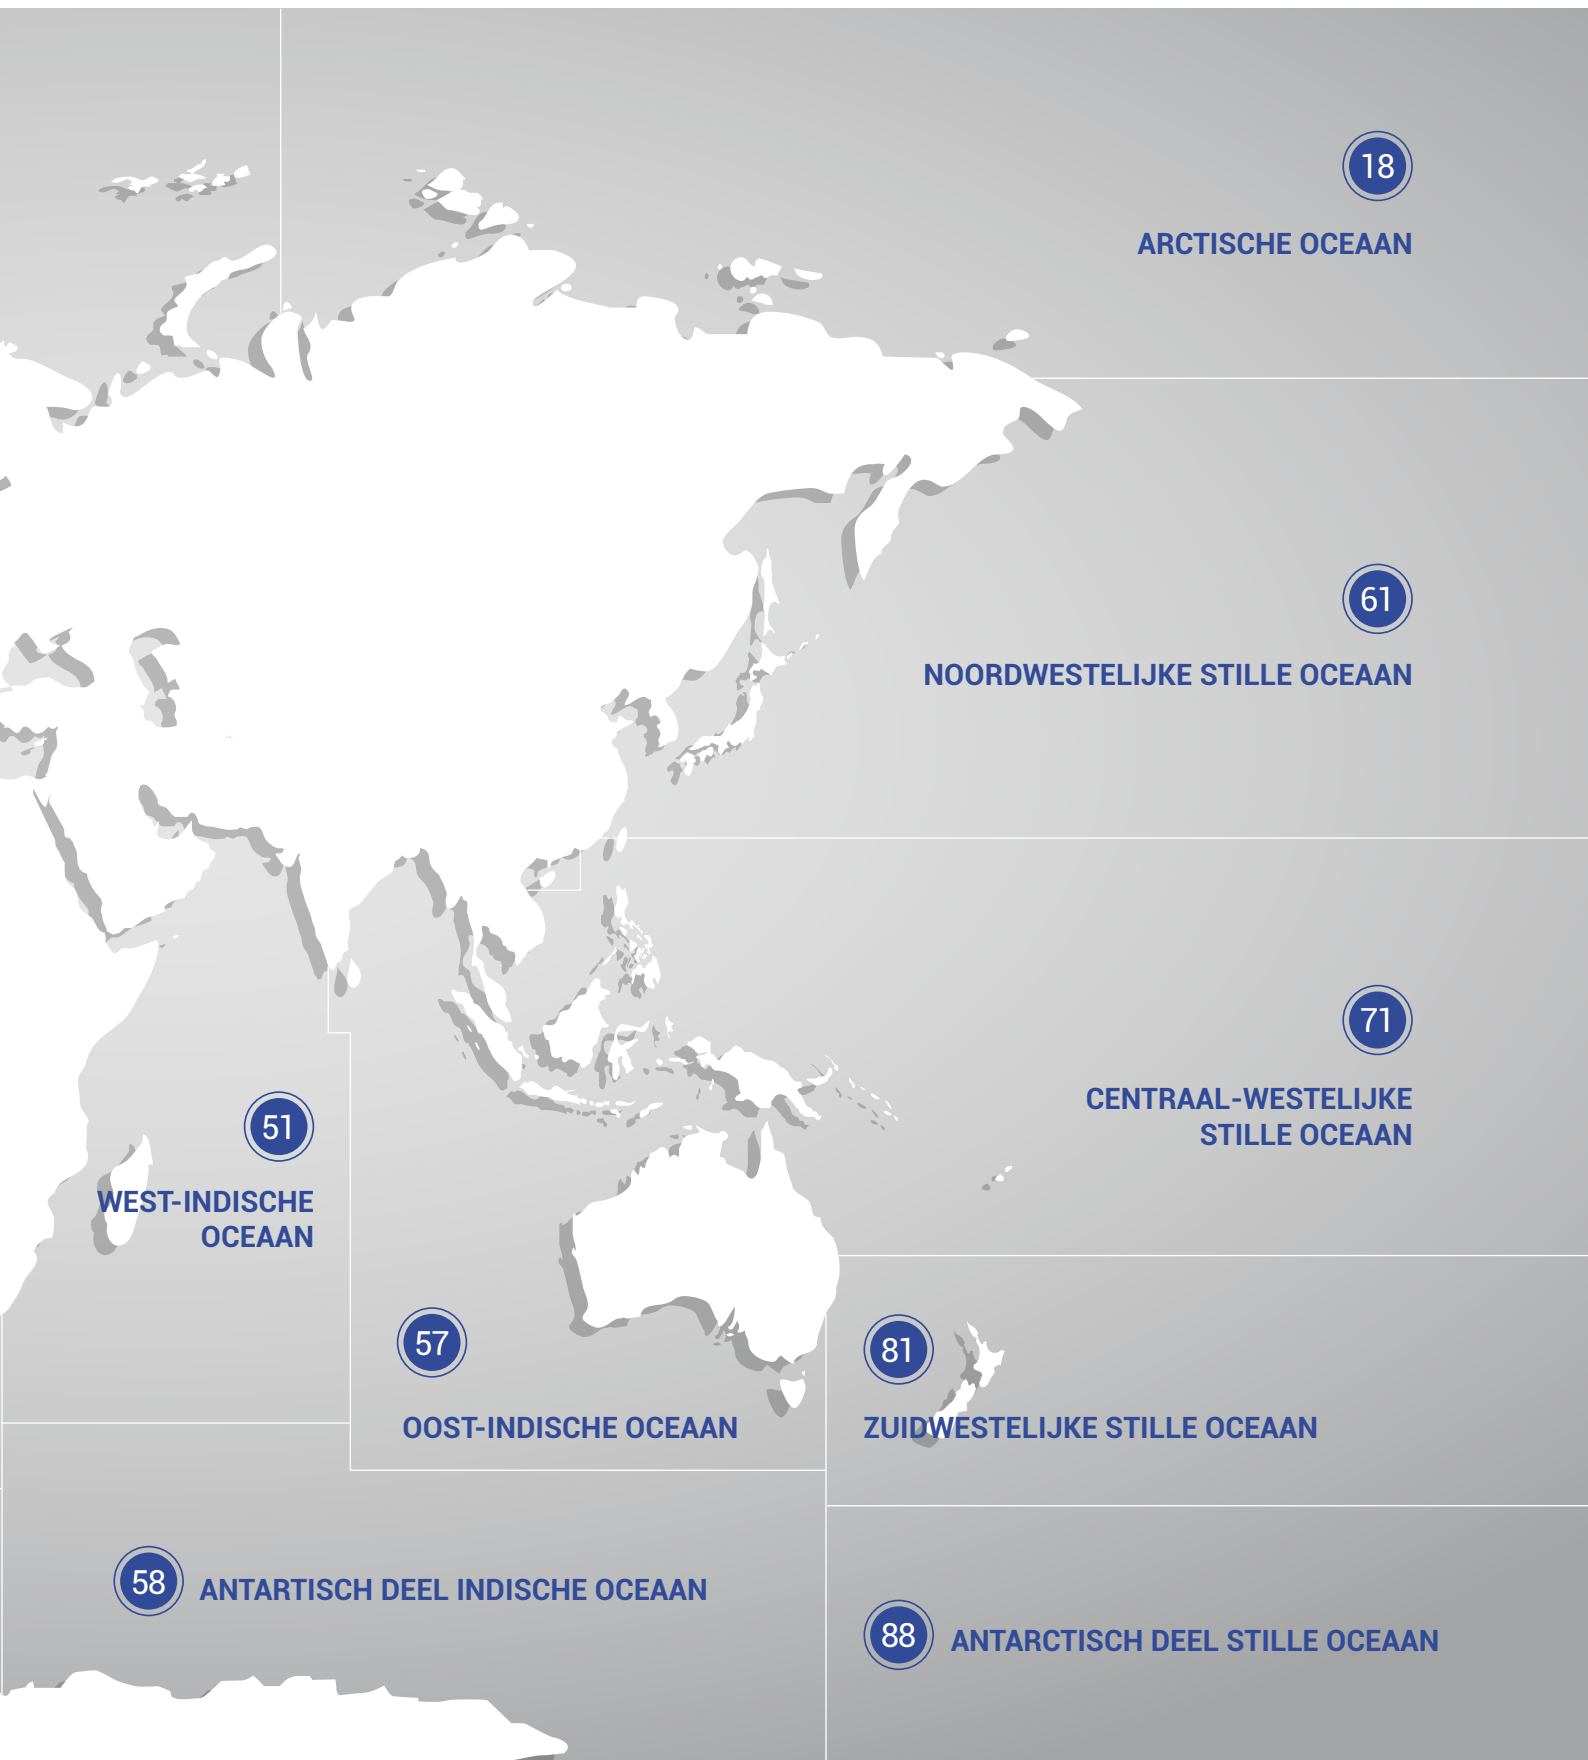 18
ARCTISCHE OCEAAN
61
NOORDWESTELIJKE STILLE OCEAAN
71
CENTRAAL-WESTELIJKE
STILLE OCEAAN
51
WEST-INDISCHE
OCEAAN
57
OOST-INDISCHE OCEAAN
81
ZUIDWESTELIJKE STILLE OCEAAN
58
ANTARTISCH DEEL INDISCHE OCEAAN
88
ANTARCTISCH DEEL STILLE OCEAAN